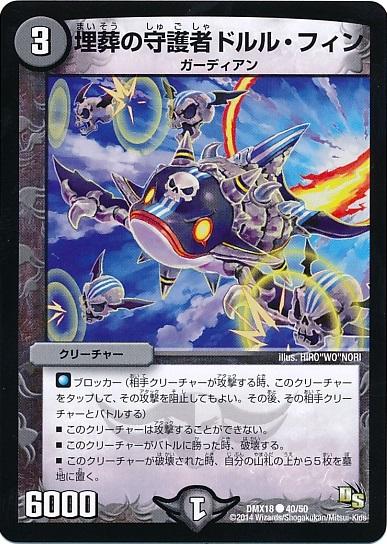 3
まいそう しゅごしゃ
埋葬の守護者ドルル・フィン
ガーディアン
クリーチャー
illus. HIRO"WO"NORI
ブロッカー(相手クリーチャーが攻撃する時、このクリーチャー
をタップして、その攻撃を阻止してもよい。その後、その相手クリーチャー
とバトルする)
■ このクリーチャーは攻撃することができない。
■ このクリーチャーがバトルに勝った時、破壊する。
■ このクリーチャーが破壊された時、自分の山札の上から5枚を墓
地に置く。
6000
1
DS
DMX18 ● 40/50
©2014 Wizards/Shogakukan/Mitsui-Kids